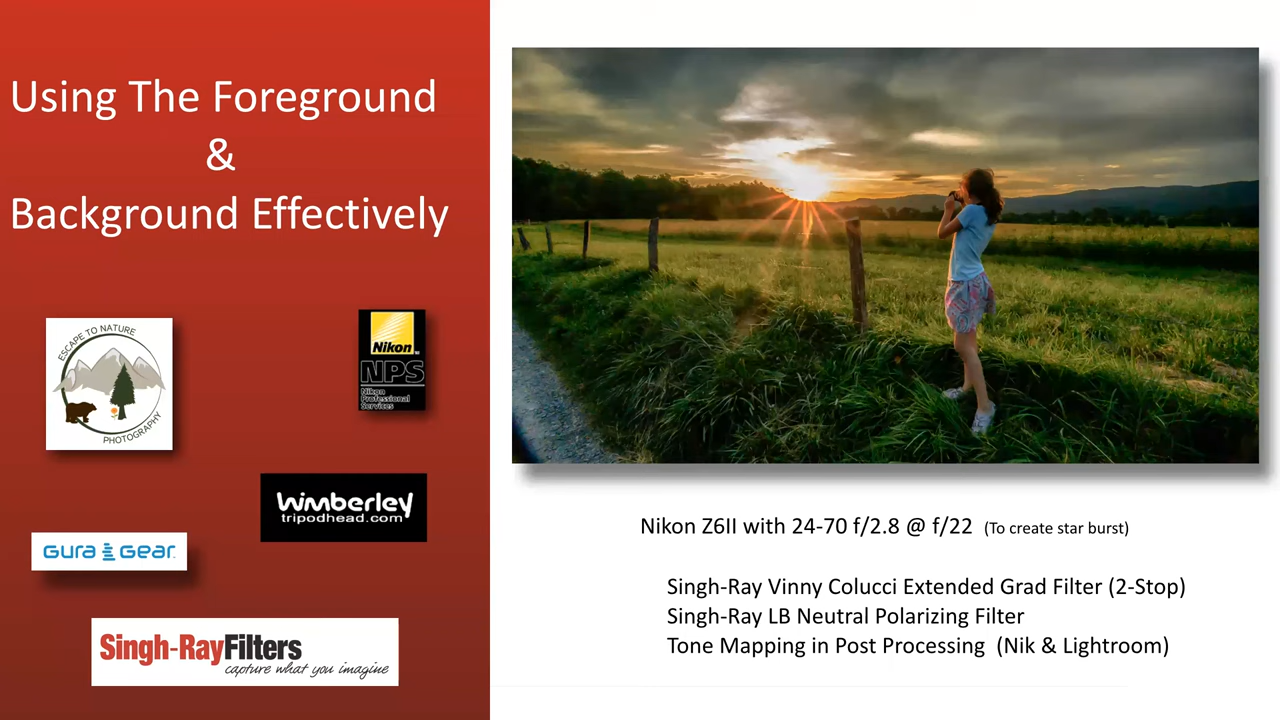 Using The Foreground
&
Background Effectively
ESCAPE TO NATURE
PHOTOGRAPHY
Nikon
NPS
Nikon
Professional
Services
Wimberley
tripodhead.com
GURA GEAR
Singh-RayFilters
capture what you imagine
Nikon Z6II with 24-70 f/2.8 @ f/22 (To create star burst)
Singh-Ray Vinny Colucci Extended Grad Filter (2-Stop)
Singh-Ray LB Neutral Polarizing Filter
Tone Mapping in Post Processing (Nik & Lightroom)